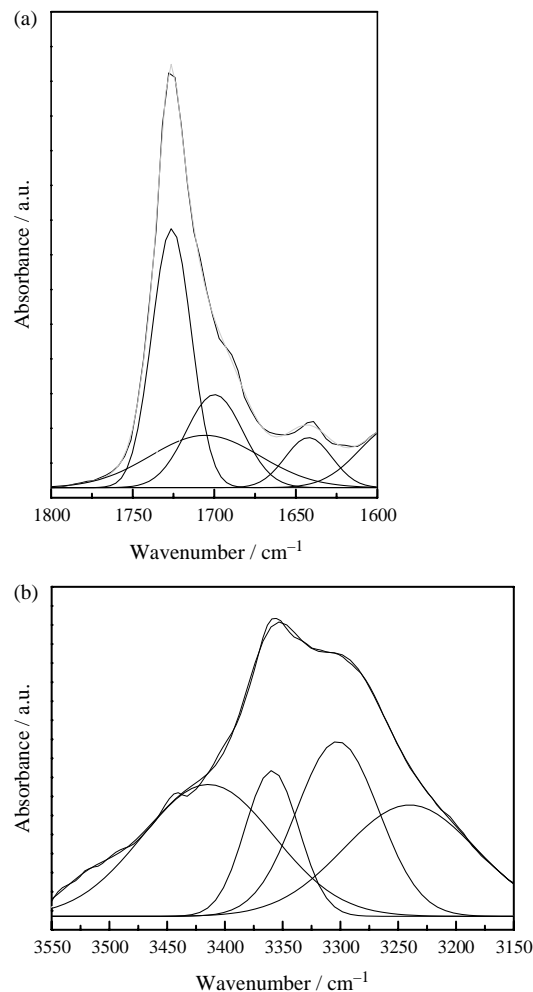 (a)
Absorbance / a.u.
1800 1750 1700 1650 1600
Wavenumber / cm⁻¹
(b)
Absorbance / a.u.
3550 3500 3450 3400 3350 3300 3250 3200 3150
Wavenumber / cm⁻¹